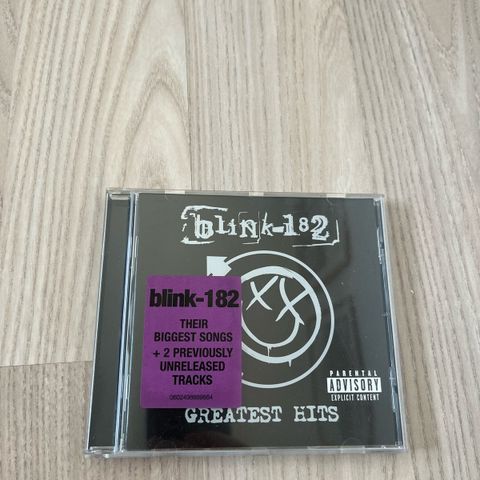 blink-182
blink-182
THEIR
BIGGEST SONGS
+ 2 PREVIOUSLY
UNRELEASED
TRACKS
PARENTAL
ADVISORY
EXPLICIT CONTENT
GREATEST HITS